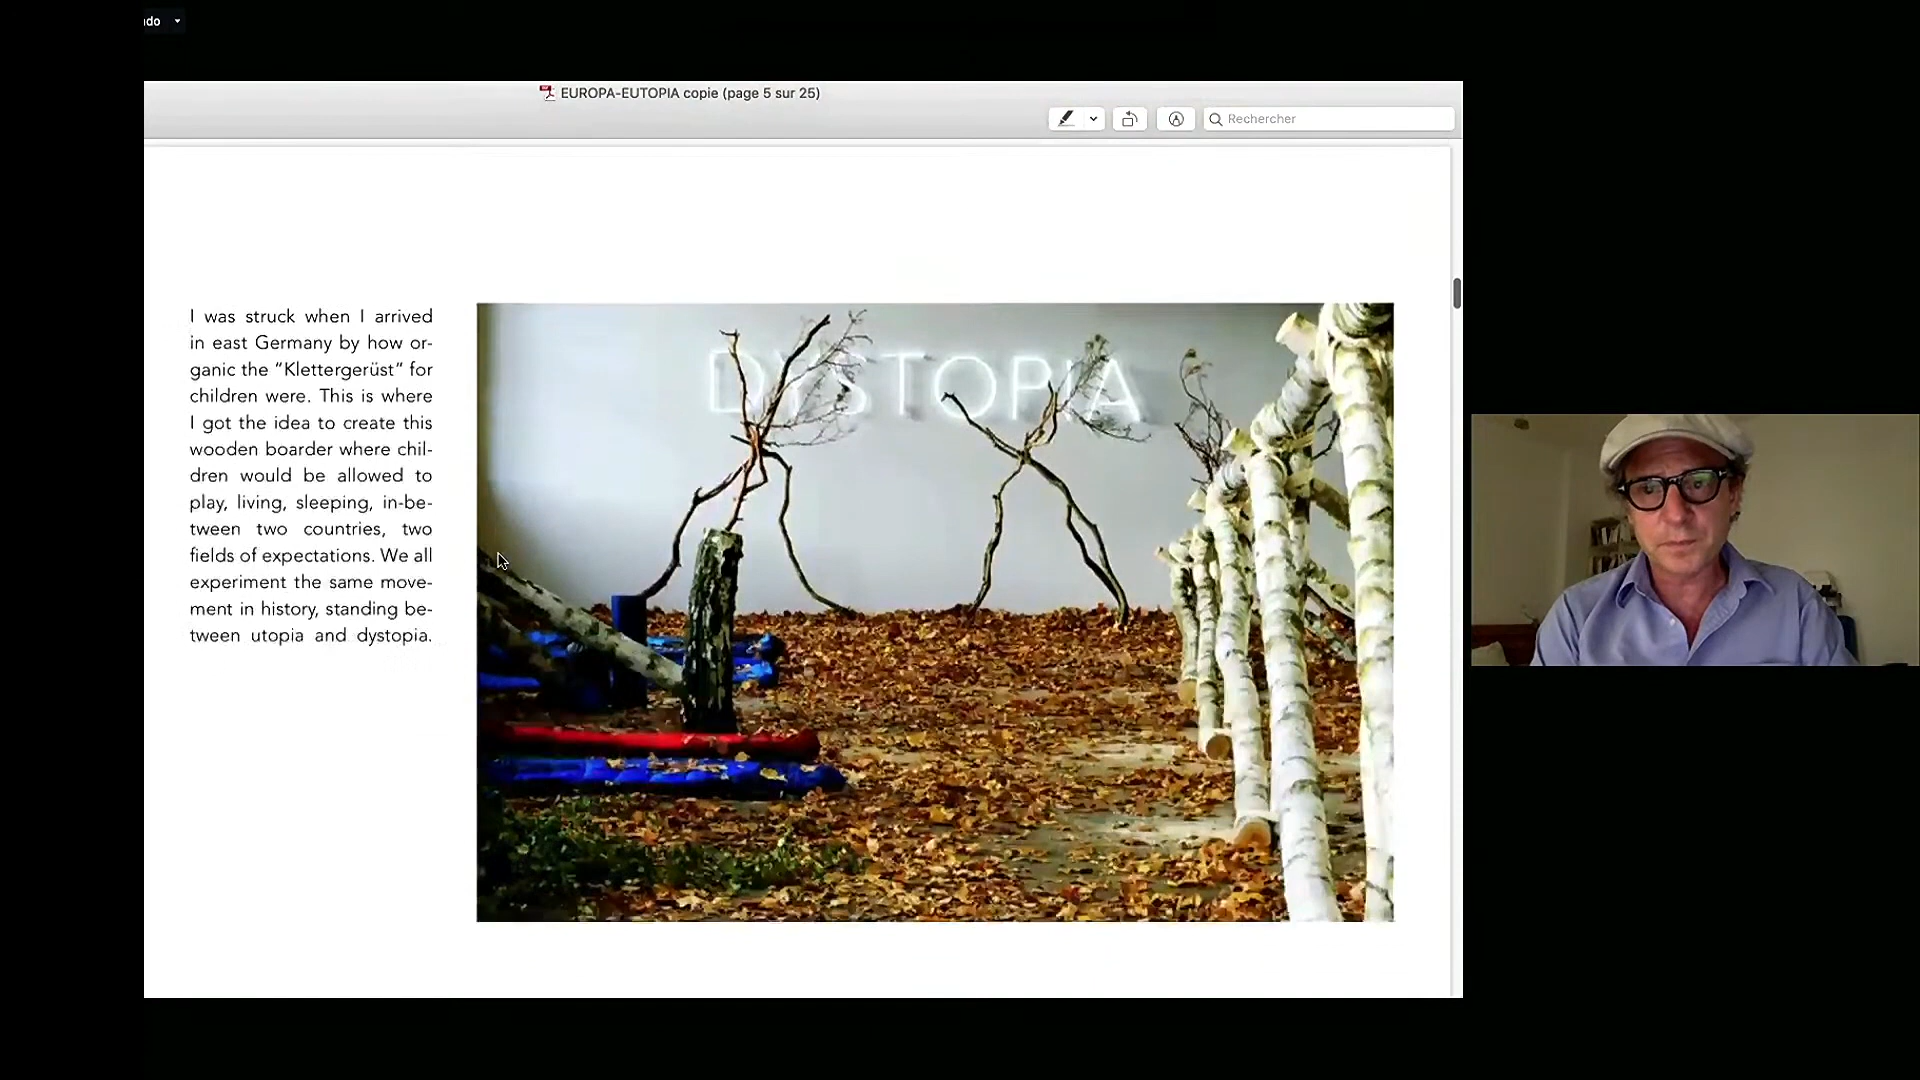 EUROPA-EUTOPIA copie (page 5 sur 25)
Rechercher
I was struck when I arrived
in east Germany by how or-
ganic the “Klettergerüst” for
children were. This is where
I got the idea to create this
wooden boarder where chil-
dren would be allowed to
play, living, sleeping, in-be-
tween two countries, two
fields of expectations. We all
experiment the same move-
ment in history, standing be-
tween utopia and dystopia.
DYSTOPIA